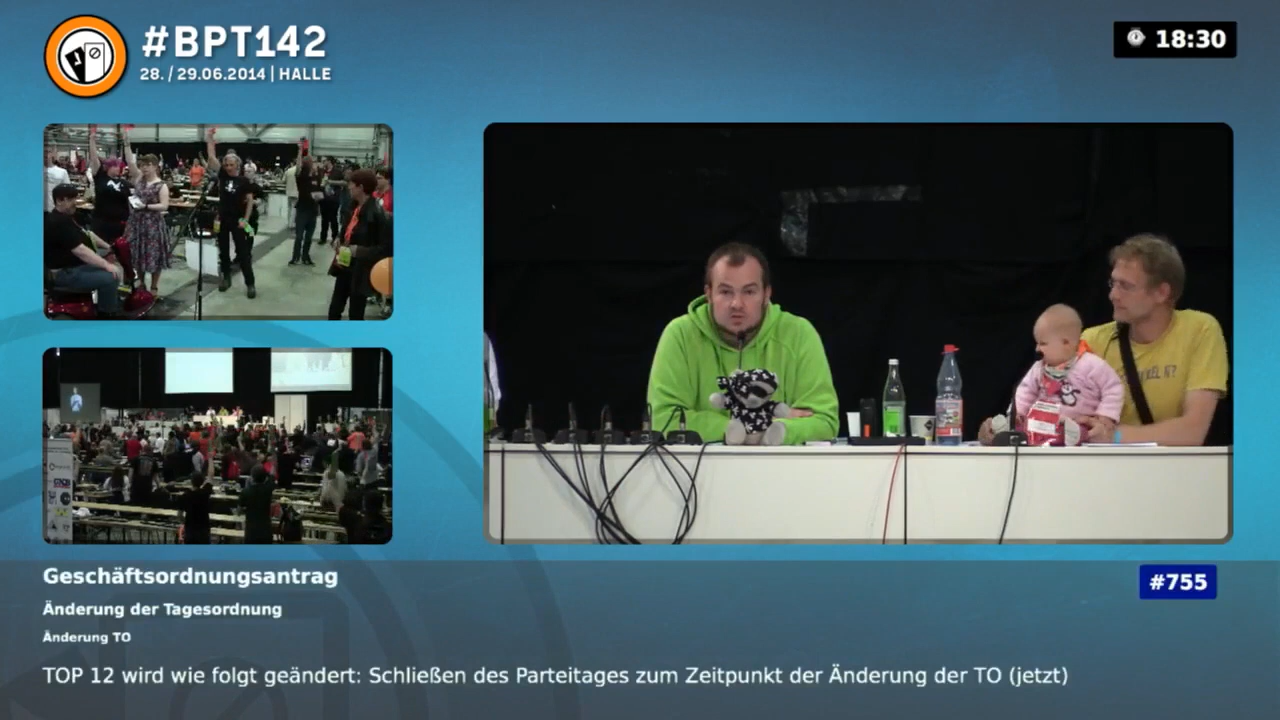 #BPT142
28. / 29.06.2014 | HALLE
18:30
Geschäftsordnungsantrag
#755
Änderung der Tagesordnung
Änderung TO
TOP 12 wird wie folgt geändert: Schließen des Parteitages zum Zeitpunkt der Änderung der TO (jetzt)